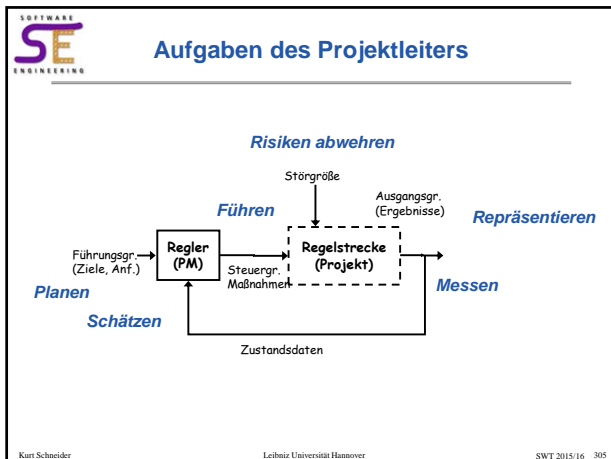 SOFTWARE
SE
ENGINEERING
Aufgaben des Projektleiters
Risiken abwehren
Störgröße
Ausgangsgr.
(Ergebnisse)
Führen
Repräsentieren
Regler
(PM)
Regelstrecke
(Projekt)
Führungsgr.
(Ziele, Anf.)
Steuergr.
Maßnahmen
Planen
Messen
Schätzen
Zustandsdaten
Kurt Schneider
Leibniz Universität Hannover
SWT 2015/16 305